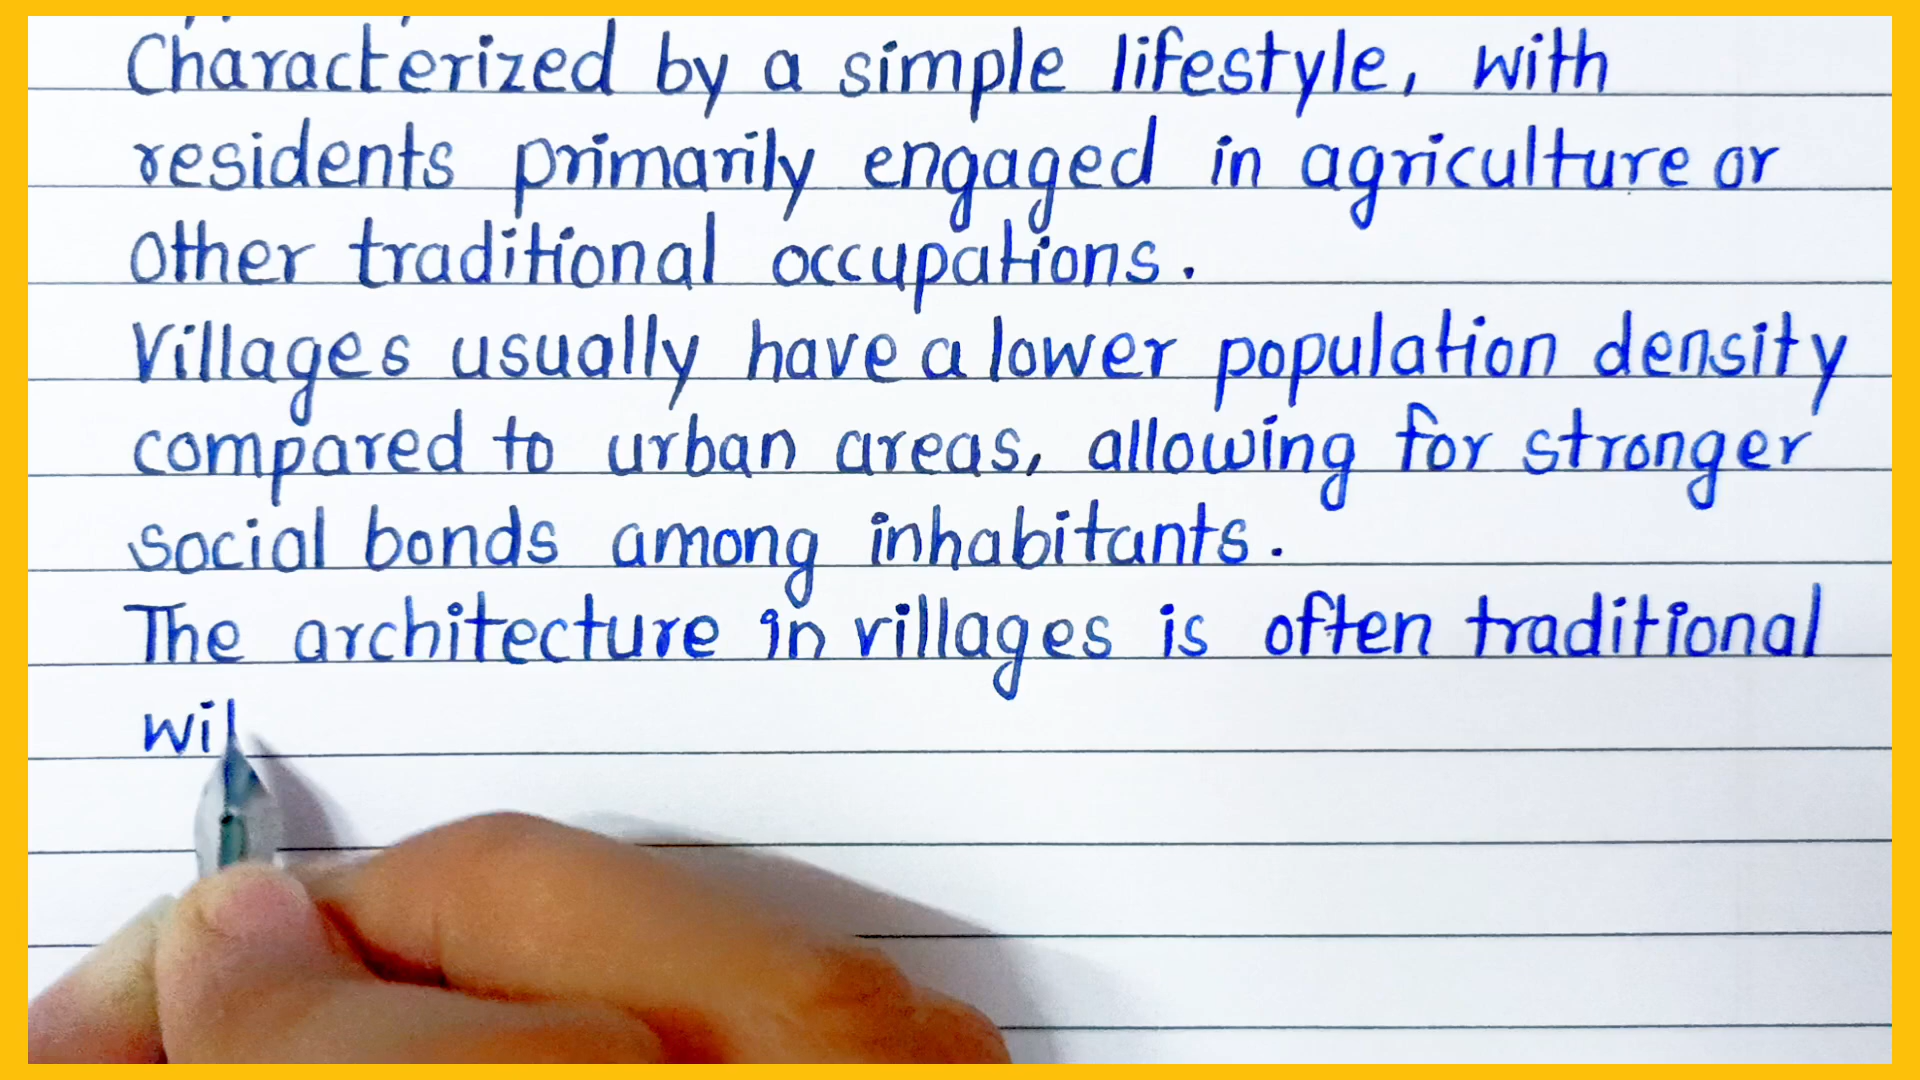 Characterized by a simple lifestyle, with
residents primarily engaged in agriculture or
other traditional occupations.
Villages usually have a lower population density
compared to urban areas, allowing for stronger
social bonds among inhabitants.
The architecture in villages is often traditional